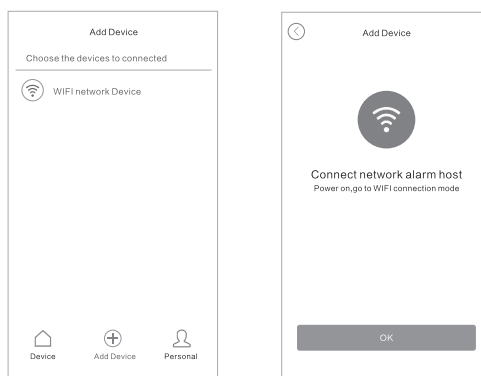 Add Device
Choose the devices to connected
WIFI network Device
Device
Add Device
Personal
Add Device
Connect network alarm host
Power on,go to WIFI connection mode
OK